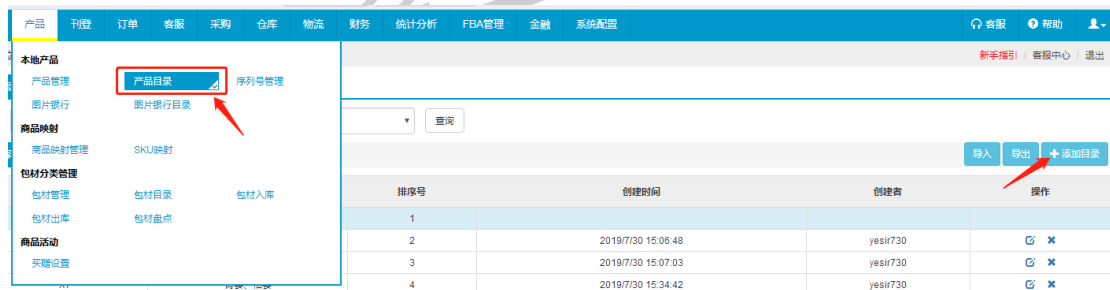 产品 刊登 订单 客服 采购 仓库 物流 财务 统计分析 FBA管理 金融 系统配置 客服 帮助
本地产品 新手指引 / 客服中心 / 退出
产品管理 产品目录 序列号管理
图片银行 图片银行目录 查询
商品映射
商品映射管理 SKU映射 导入 导出 添加目录
包材分类管理
包材管理 包材目录 包材入库 排序号 创建时间 创建者 操作
包材出库 包材盘点 1
商品活动 2 2019/7/30 15:06:48 yesir730
买赠设置 3 2019/7/30 15:07:03 yesir730
4 2019/7/30 15:34:42 yesir730